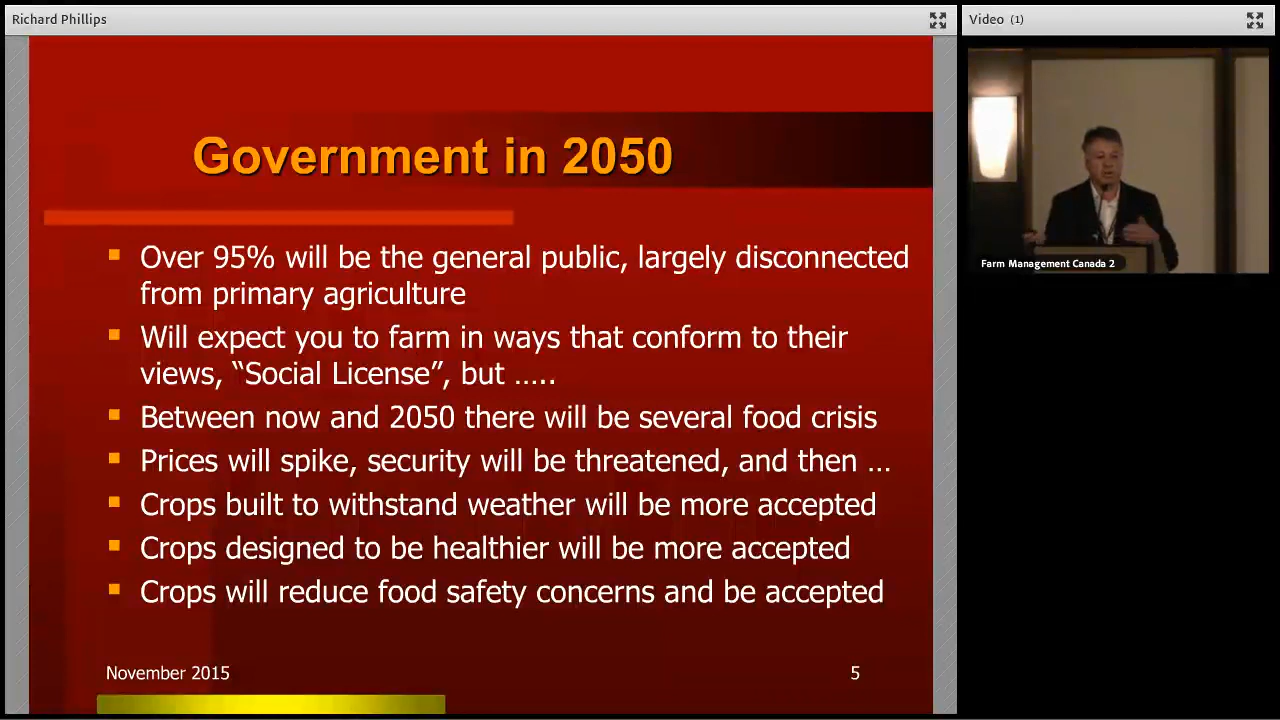 Richard Phillips
Video (1)
Government in 2050
Over 95% will be the general public, largely disconnected
from primary agriculture
Will expect you to farm in ways that conform to their
views, “Social License”, but …..
Between now and 2050 there will be several food crisis
Prices will spike, security will be threatened, and then …
Crops built to withstand weather will be more accepted
Crops designed to be healthier will be more accepted
Crops will reduce food safety concerns and be accepted
November 2015
5
Farm Management Canada 2